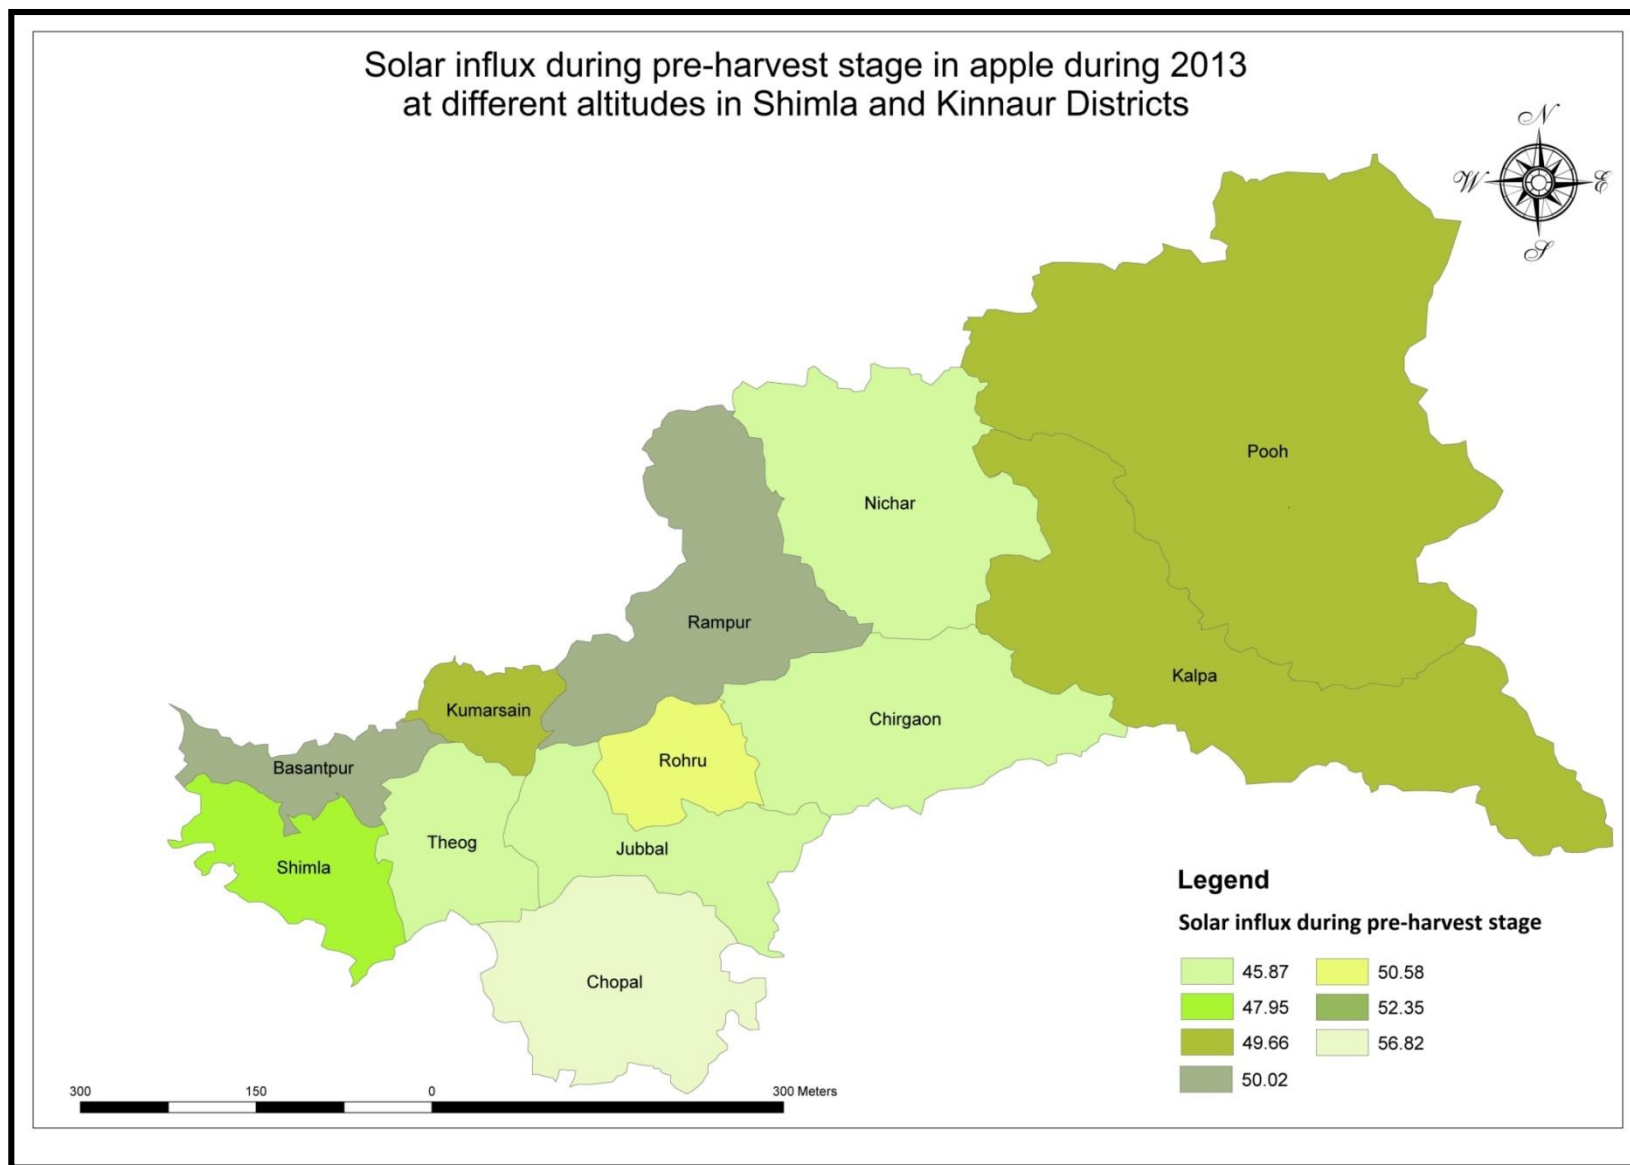 Solar influx during pre-harvest stage in apple during 2013
at different altitudes in Shimla and Kinnaur Districts
N
W
E
S
Pooh
Nichar
Rampur
Kalpa
Kumarsain
Chirgaon
Rohru
Basantpur
Theog
Jubbal
Shimla
Chopal
Legend
Solar influx during pre-harvest stage
45.87
50.58
47.95
52.35
49.66
56.82
50.02
300 150 0 300 Meters